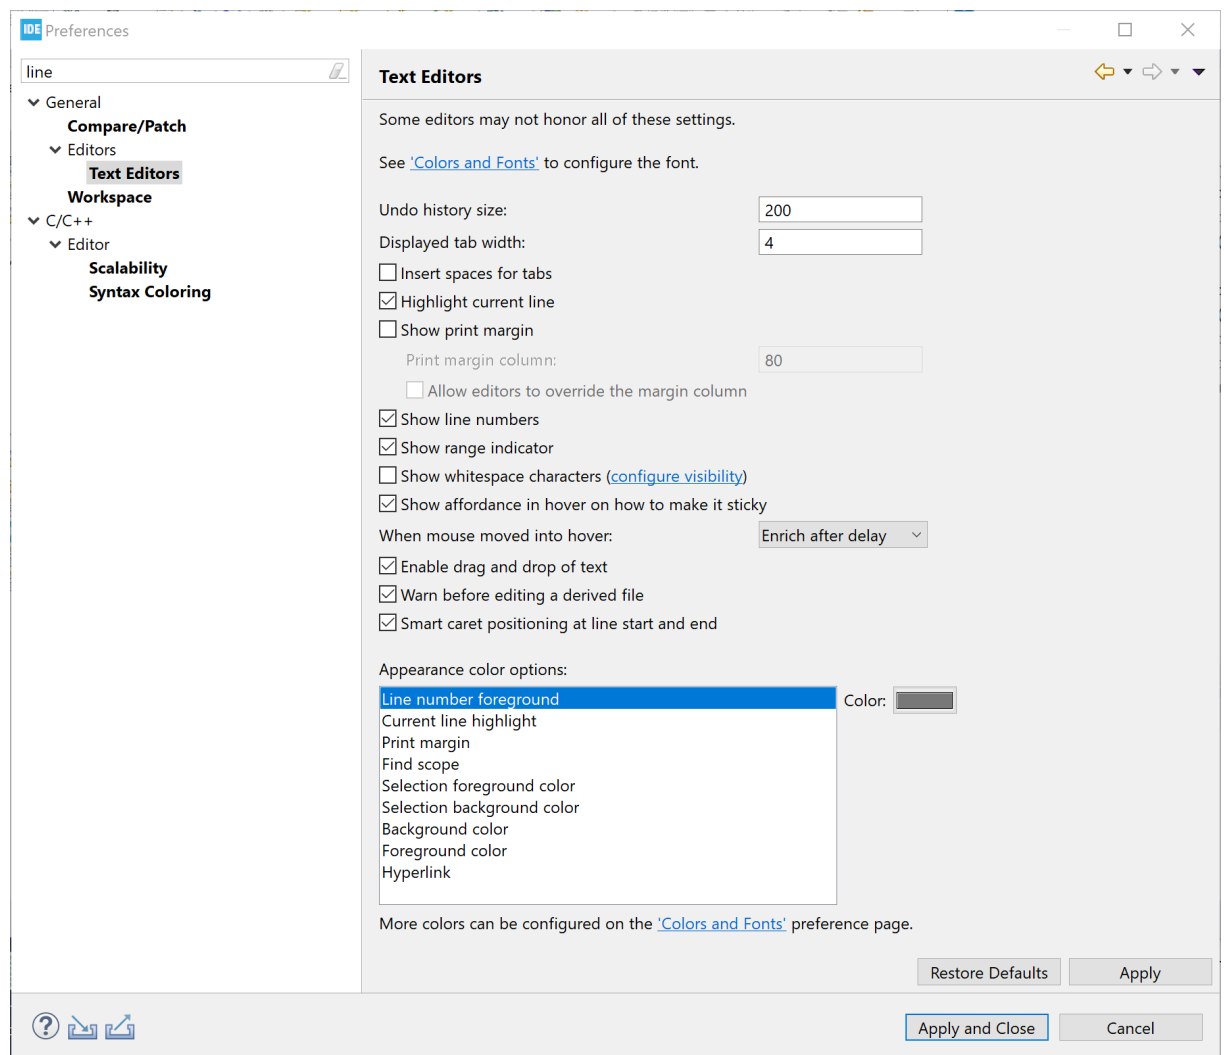 IDE Preferences
line
General
Compare/Patch
Editors
Text Editors
Workspace
C/C++
Editor
Scalability
Syntax Coloring
Text Editors
Some editors may not honor all of these settings.
See 'Colors and Fonts' to configure the font.
Undo history size: 200
Displayed tab width: 4
Insert spaces for tabs
Highlight current line
Show print margin
Print margin column: 80
Allow editors to override the margin column
Show line numbers
Show range indicator
Show whitespace characters (configure visibility)
Show affordance in hover on how to make it sticky
When mouse moved into hover: Enrich after delay
Enable drag and drop of text
Warn before editing a derived file
Smart caret positioning at line start and end
Appearance color options:
Line number foreground
Color:
Current line highlight
Print margin
Find scope
Selection foreground color
Selection background color
Background color
Foreground color
Hyperlink
More colors can be configured on the 'Colors and Fonts' preference page.
Restore Defaults Apply
? Apply and Close Cancel